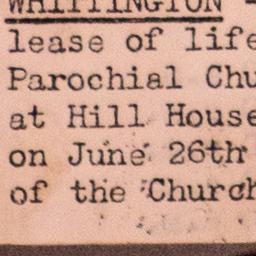 WHITTINGTON -
lease of life
Parochial Chu
at Hill House
on June 26th
of the Church